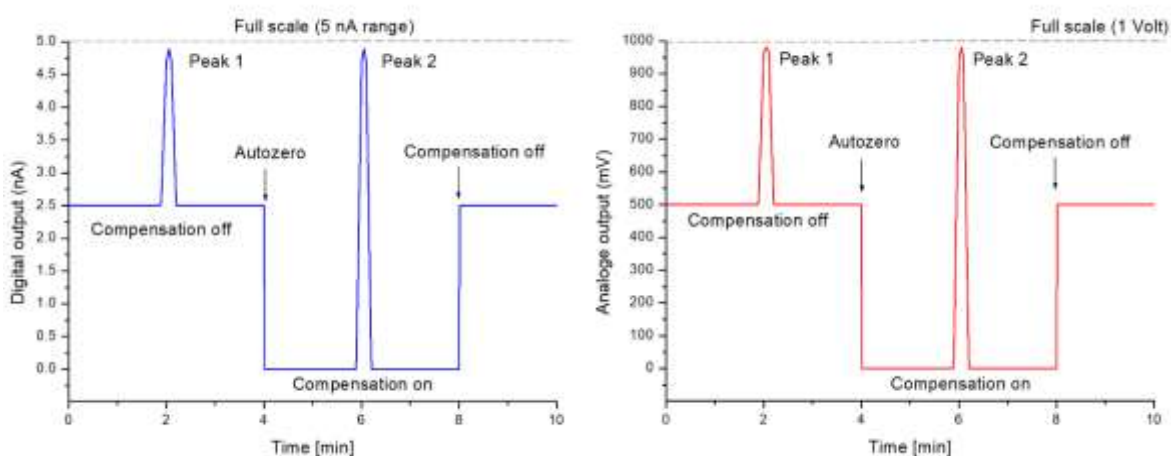 Full scale (5 nA range)
5.0
4.5
4.0
3.5
3.0
2.5
2.0
1.5
1.0
0.5
0.0
Digital output (nA)
Peak 1
Peak 2
Autozero
Compensation off
Compensation off
Compensation on
0 2 4 6 8 10
Time [min]
Full scale (1 Volt)
1000
900
800
700
600
500
400
300
200
100
0
Analoge output (mV)
Peak 1
Peak 2
Autozero
Compensation off
Compensation off
Compensation on
0 2 4 6 8 10
Time [min]